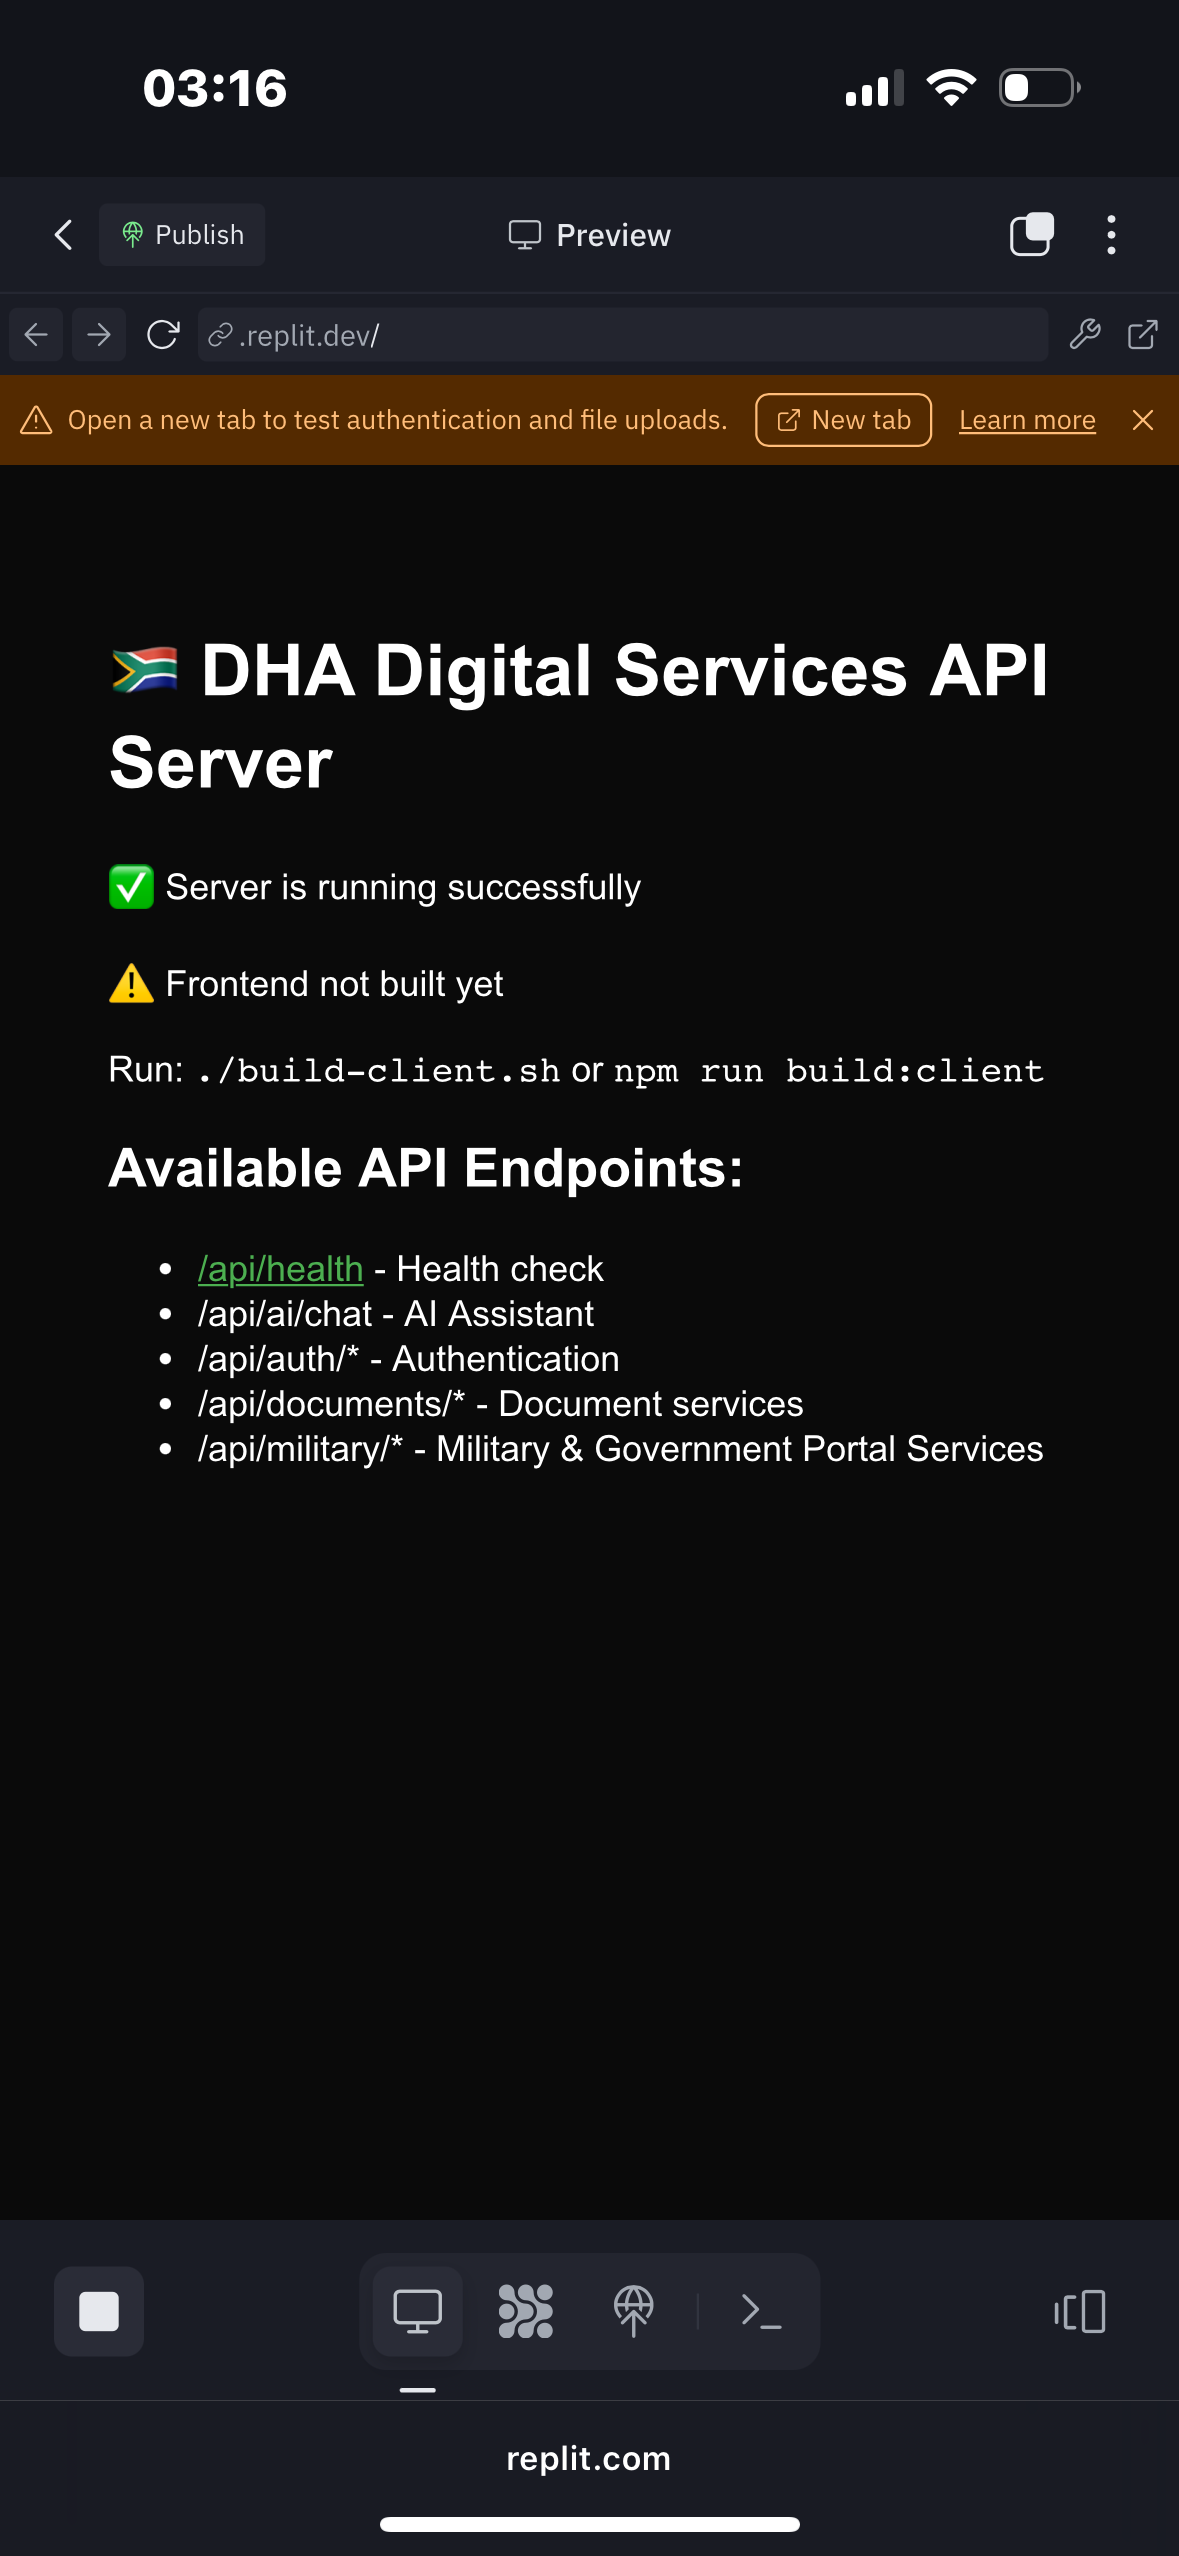 03:16
Publish
Preview
.replit.dev/
Open a new tab to test authentication and file uploads.
New tab
Learn more
DHA Digital Services API
Server
Server is running successfully
Frontend not built yet
Run: ./build-client.sh or npm run build:client
Available API Endpoints:
/api/health - Health check
/api/ai/chat - AI Assistant
/api/auth/* - Authentication
/api/documents/* - Document services
/api/military/* - Military & Government Portal Services
replit.com